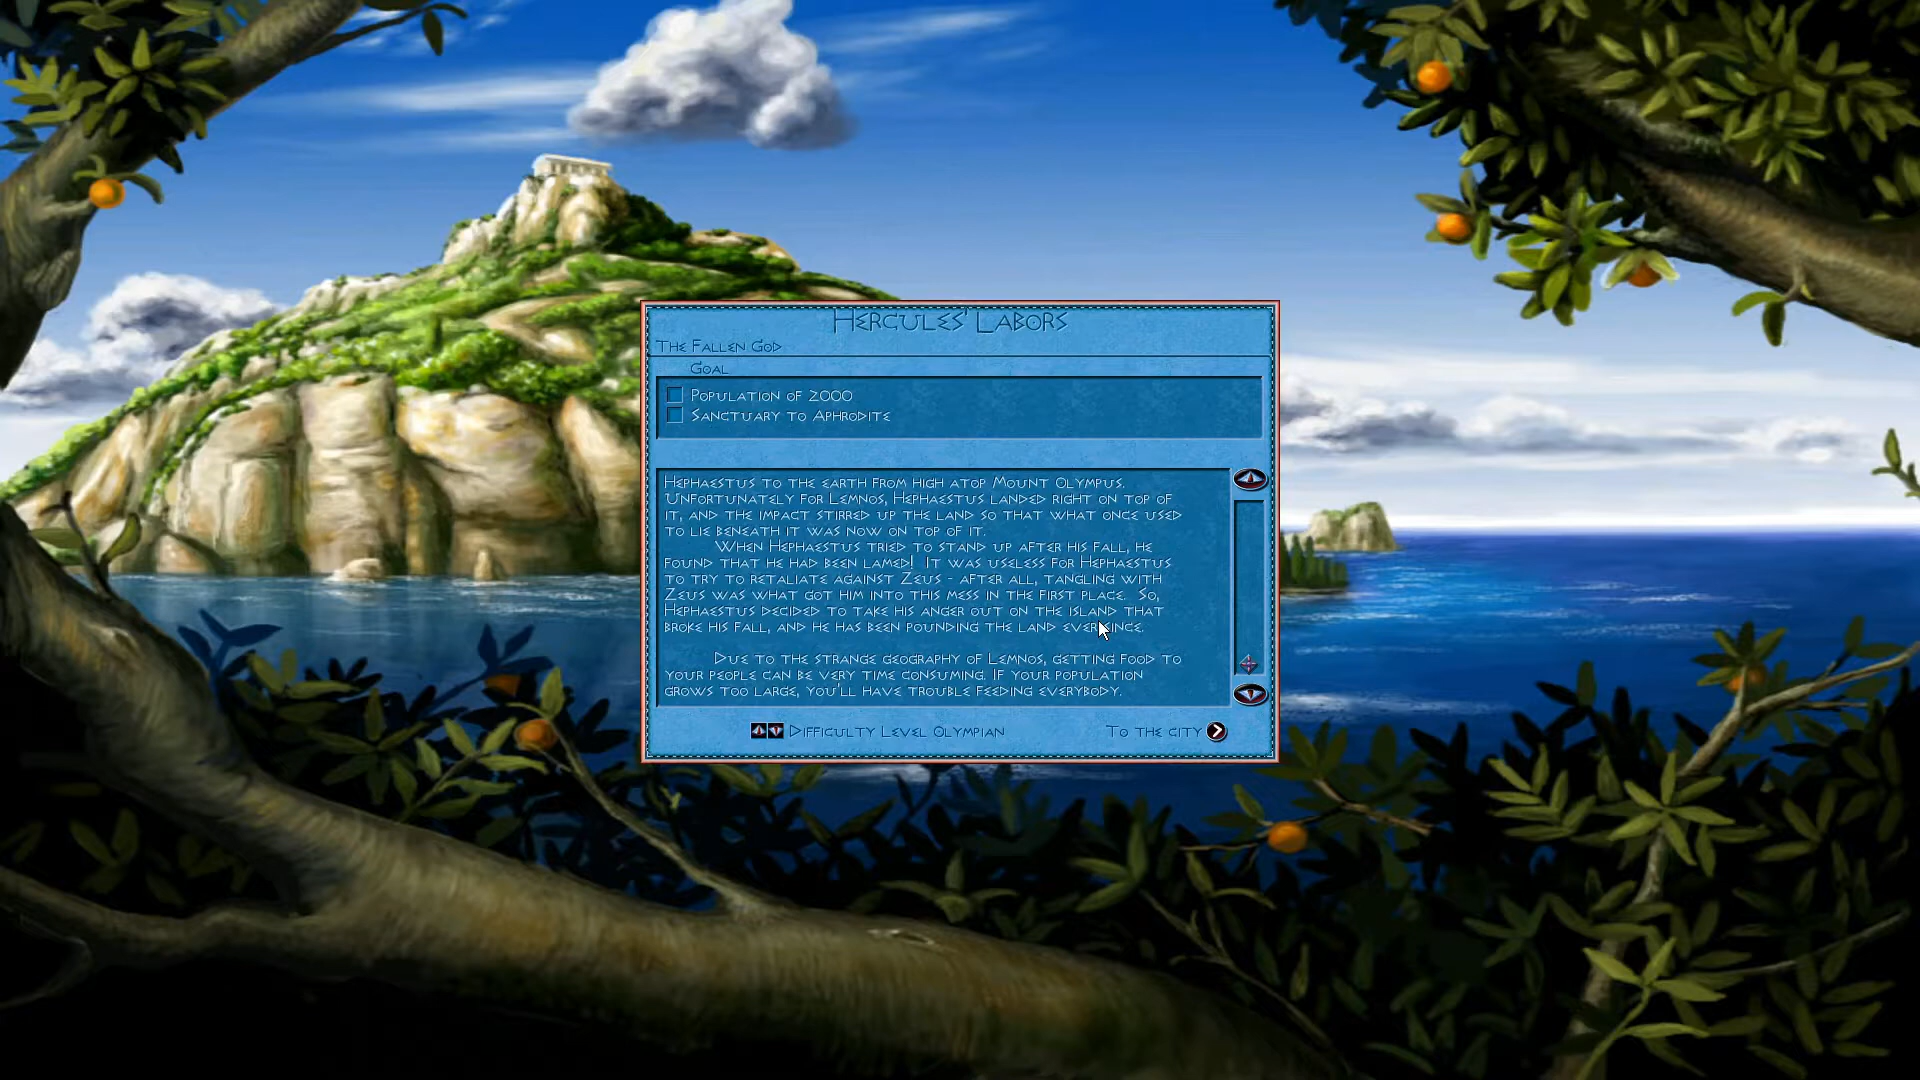 Hercules' Labors
The Fallen God
Goal
Population of 2000
Sanctuary to Aphrodite
Hephaestus to the earth from high atop Mount Olympus.
Unfortunately for Lemnos, Hephaestus landed right on top of
it, and the impact stirred up the land so that what once used
to lie beneath it was now on top of it.
When Hephaestus tried to stand up after his fall, he
found that he had been lamed! It was useless for Hephaestus
to try to retaliate against Zeus - after all, tangling with
Zeus was what got him into this mess in the first place. So,
Hephaestus decided to take his anger out on the island that
broke his fall, and he has been pounding the land ever since.
Due to the strange geography of Lemnos, getting food to
your people can be very time consuming. If your population
grows too large, you'll have trouble feeding everybody.
Difficulty Level Olympian
To the city